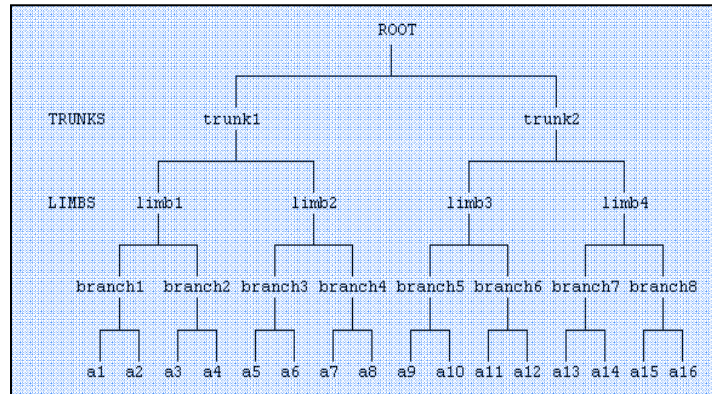 ROOT
TRUNKS trunk1 trunk2
LIMBS limb1 limb2 limb3 limb4
branch1 branch2 branch3 branch4 branch5 branch6 branch7 branch8
a1 a2 a3 a4 a5 a6 a7 a8 a9 a10 a11 a12 a13 a14 a15 a16